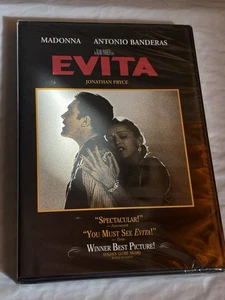 MADONNA ANTONIO BANDERAS
EVITA
JONATHAN PRYCE
"SPECTACULAR!"
"YOU MUST SEE EVITA!"
WINNER BEST PICTURE!